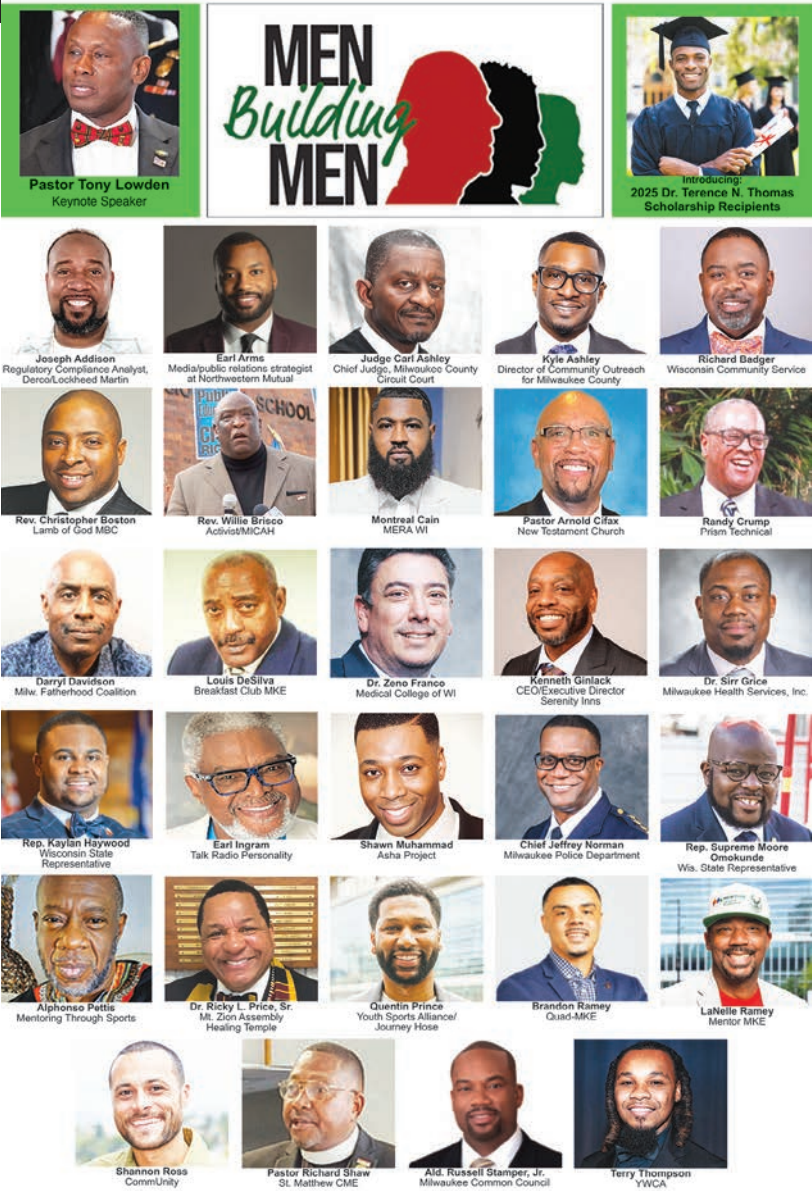 MEN
Building
MEN
Pastor Tony Lowden
Keynote Speaker
Introducing:
2025 Dr. Terence N. Thomas
Scholarship Recipients
Joseph Addison
Regulatory Compliance Analyst,
Derco/Lockheed Martin
Earl Arms
Media/public relations strategist
at Northwestern Mutual
Judge Carl Ashley
Chief Judge, Milwaukee County
Circuit Court
Kyle Ashley
Director of Community Outreach
for Milwaukee County
Richard Badger
Wisconsin Community Service
Public
SCHOOL
Rev. Christopher Boston
Lamb of God MBC
Rev. Willie Brisco
Activist/MICAH
Montreal Cain
MERA WI
Pastor Arnold Cifax
New Testament Church
Randy Crump
Prism Technical
Darryl Davidson
Milw. Fatherhood Coalition
Louis DeSilva
Breakfast Club MKE
Dr. Zeno Franco
Medical College of WI
Kenneth Ginlack
CEO/Executive Director
Serenity Inns
Dr. Sirr Grice
Milwaukee Health Services, Inc.
Rep. Kaylan Haywood
Wisconsin State
Representative
Earl Ingram
Talk Radio Personality
Shawn Muhammad
Asha Project
Chief Jeffrey Norman
Milwaukee Police Department
Rep. Supreme Moore
Omokunde
Wis. State Representative
Alphonso Pettis
Mentoring Through Sports
Dr. Ricky L. Price, Sr.
Mt. Zion Assembly
Healing Temple
Quentin Prince
Youth Sports Alliance/
Journey Hose
Brandon Ramey
Quad-MKE
LaNelle Ramey
Mentor MKE
Shannon Ross
CommUnity
Pastor Richard Shaw
St. Matthew CME
Ald. Russell Stamper, Jr.
Milwaukee Common Council
Terry Thompson
YWCA